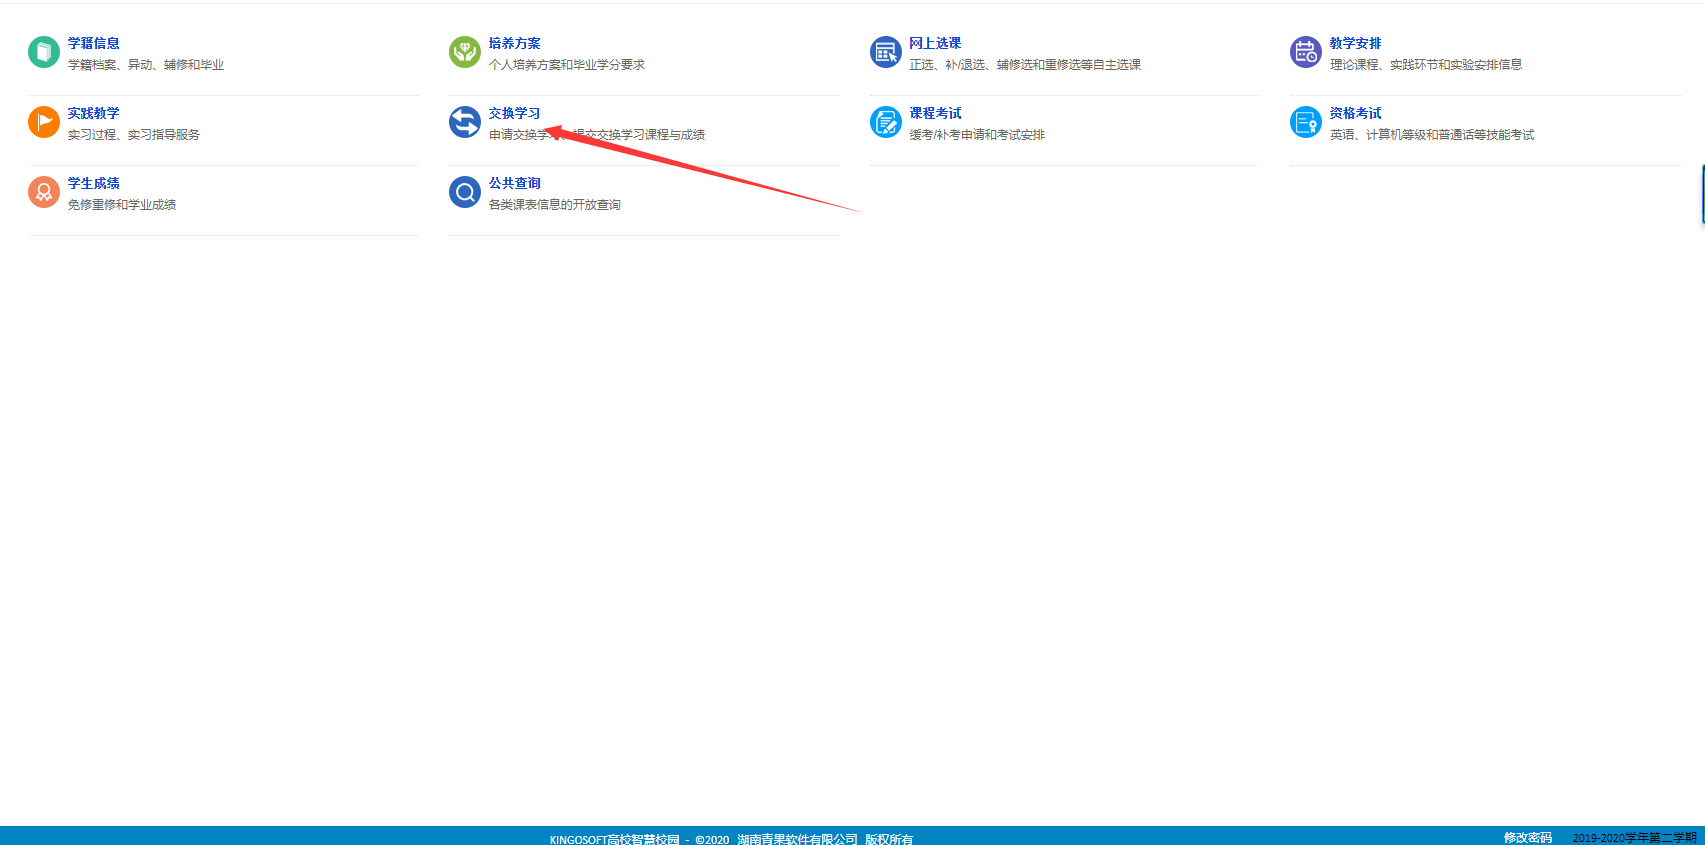 学籍信息
学籍档案、异动、辅修和毕业
培养方案
个人培养方案和毕业学分要求
网上选课
正选、补/退选、辅修选和重修选等自主选课
教学安排
理论课程、实践环节和实验安排信息
实践教学
实习过程、实习指导服务
交换学习
申请交换学习、提交交换学习课程与成绩
课程考试
缓考/补考申请和考试安排
资格考试
英语、计算机等级和普通话等技能考试
学生成绩
免修重修和学业成绩
公共查询
各类课表信息的开放查询
KINGOSOFT高校智慧校园 - ©2020 湖南青果软件有限公司 版权所有
修改密码 2019-2020学年第二学期